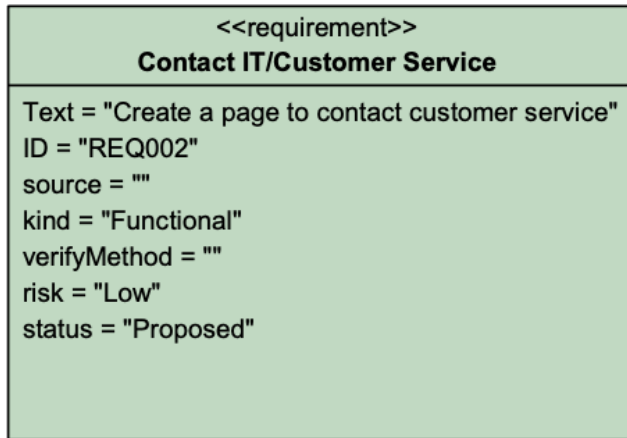 <<requirement>>
Contact IT/Customer Service
Text = "Create a page to contact customer service"
ID = "REQ002"
source = ""
kind = "Functional"
verifyMethod = ""
risk = "Low"
status = "Proposed"